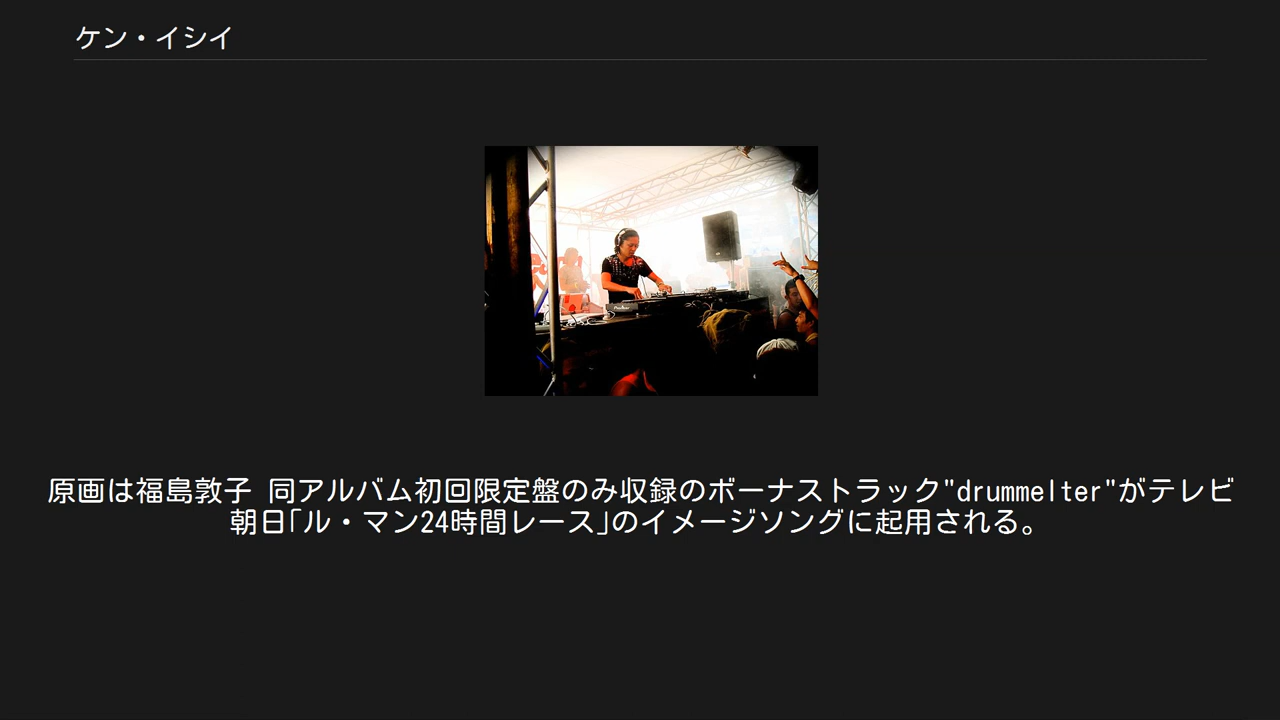 ケン・イシイ
原画は福島敦子 同アルバム初回限定盤のみ収録のボーナストラック"drummelter"がテレビ
朝日｢ル・マン24時間レース｣のイメージソングに起用される。